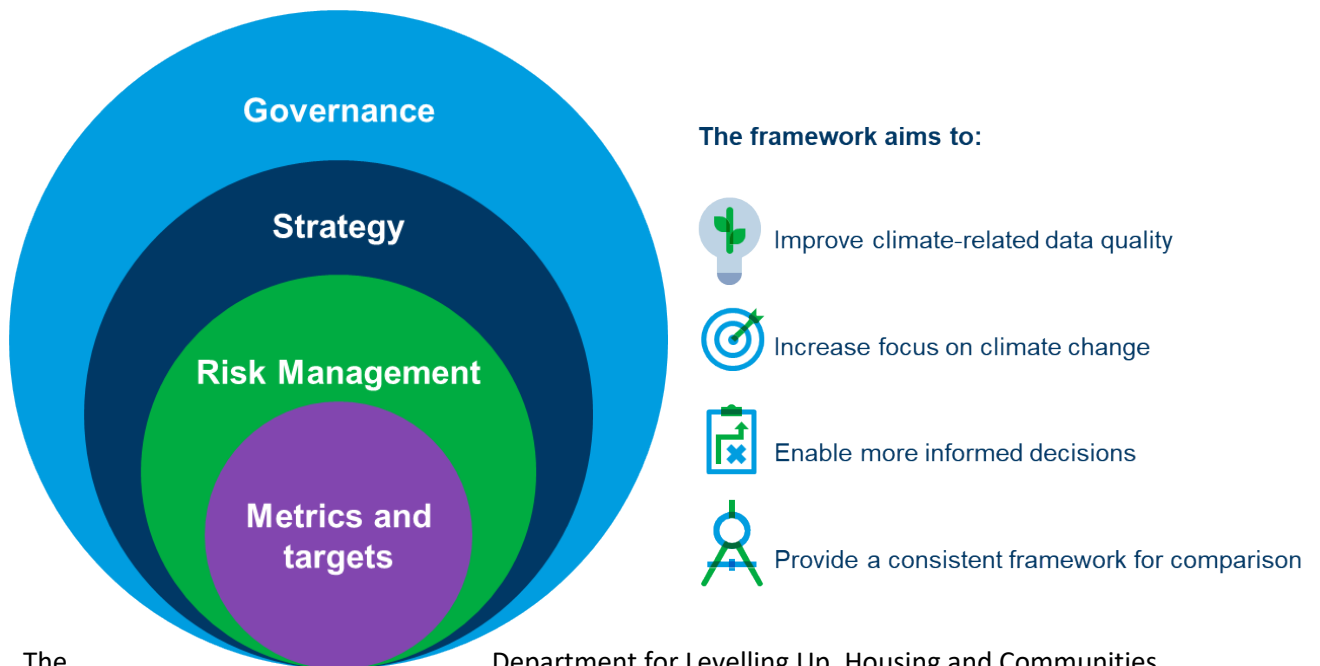 Governance
Strategy
Risk Management
Metrics and
targets
The framework aims to:
Improve climate-related data quality
Increase focus on climate change
Enable more informed decisions
Provide a consistent framework for comparison
The Department for Levelling Up, Housing and Communities